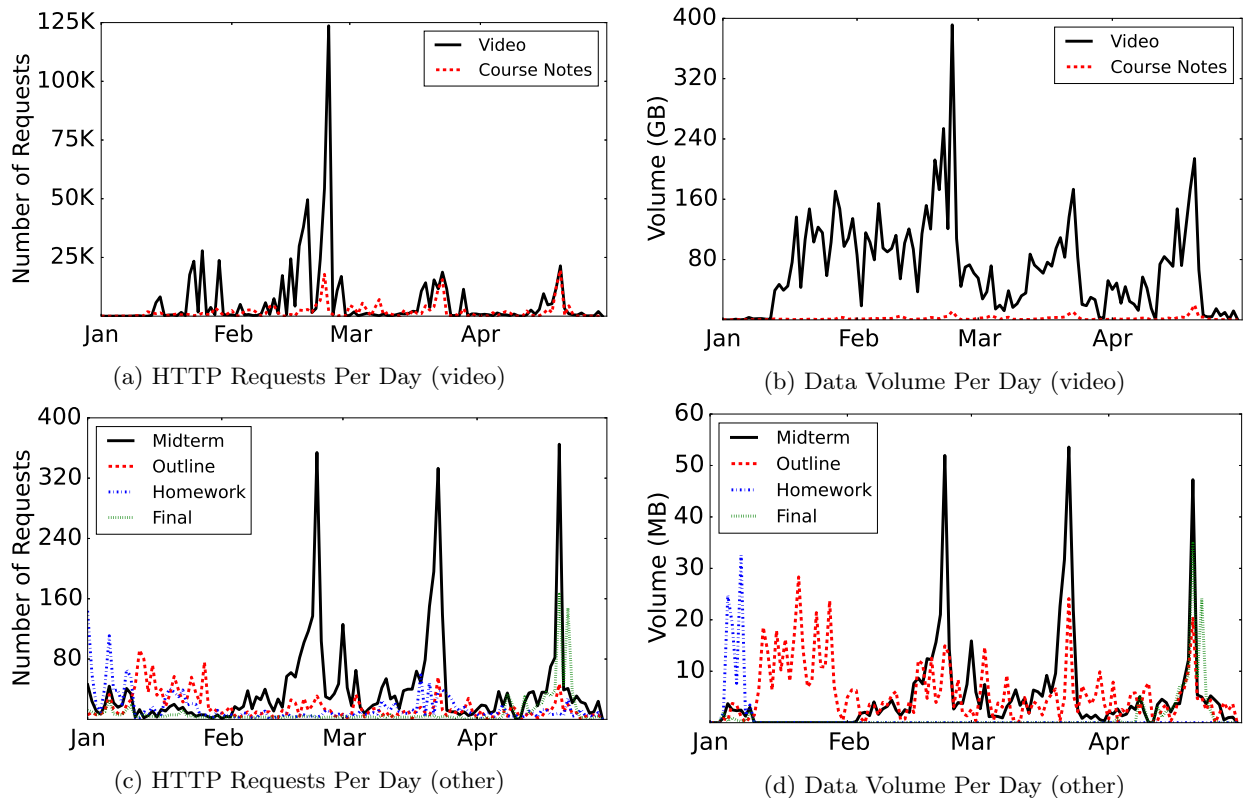 125K
100K
75K
50K
25K
Number of Requests
Video
Course Notes
Jan Feb Mar Apr
(a) HTTP Requests Per Day (video)
400
320
240
160
80
Volume (GB)
Video
Course Notes
Jan Feb Mar Apr
(b) Data Volume Per Day (video)
400
320
240
160
80
Number of Requests
Midterm
Outline
Homework
Final
Jan Feb Mar Apr
(c) HTTP Requests Per Day (other)
60
50
40
30
20
10
Volume (MB)
Midterm
Outline
Homework
Final
Jan Feb Mar Apr
(d) Data Volume Per Day (other)